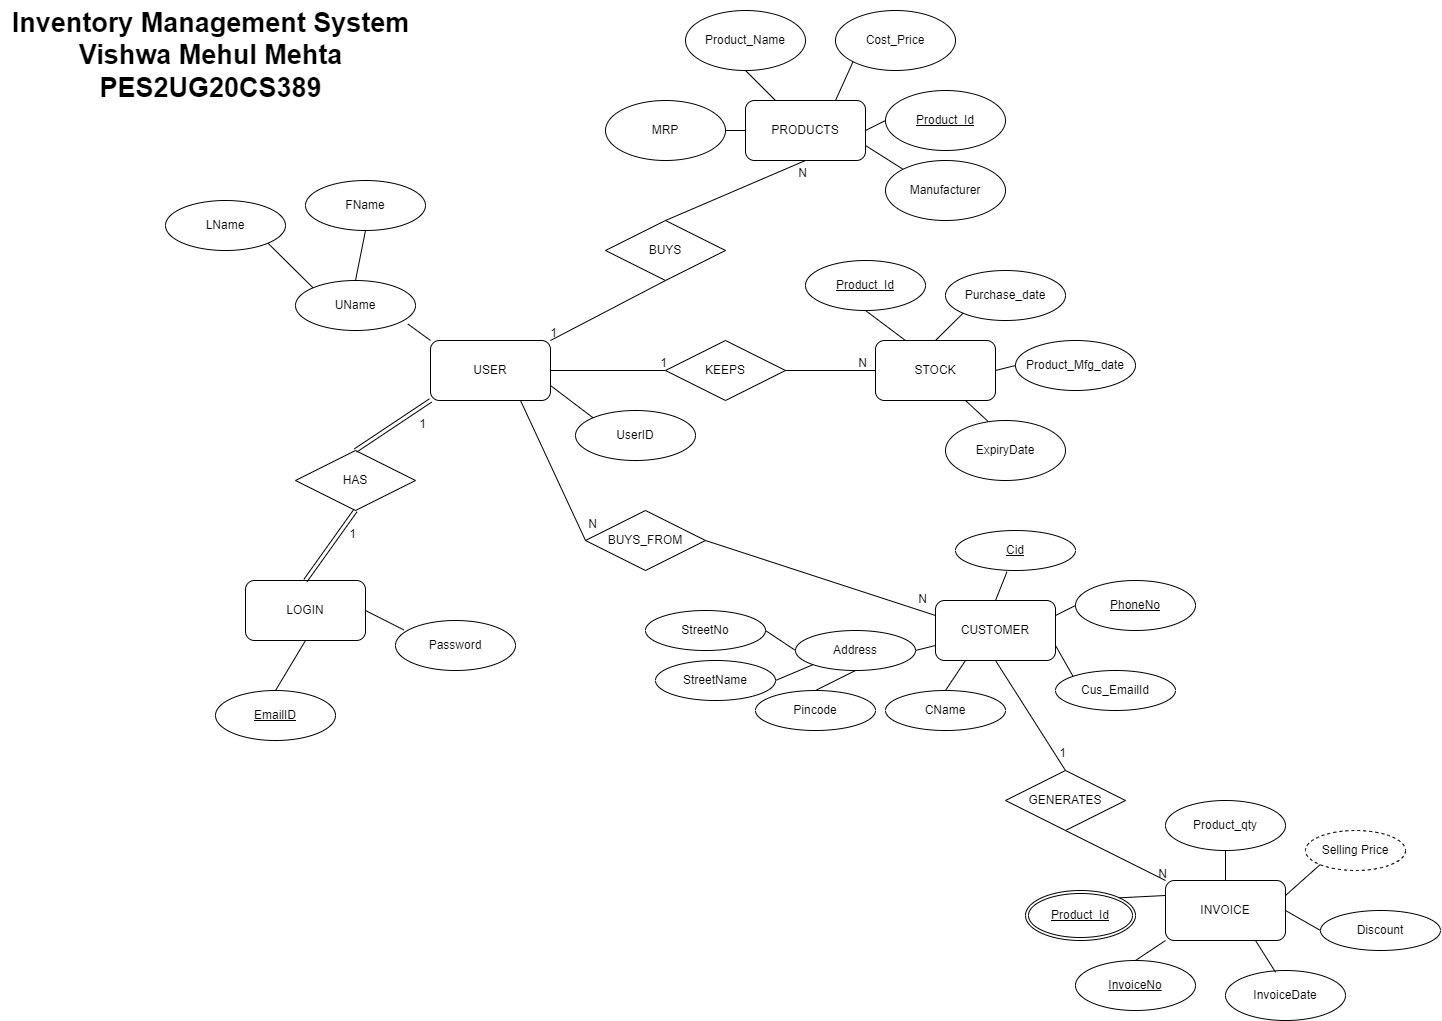 Inventory Management System
Vishwa Mehul Mehta
PES2UG20CS389
Product_Name
Cost_Price
MRP
PRODUCTS
Product_Id
Manufacturer
N
LName
FName
UName
BUYS
1
Product_Id
Purchase_date
USER
1
KEEPS
N
STOCK
Product_Mfg_date
UserID
ExpiryDate
1
HAS
1
N
BUYS_FROM
N
Cid
PhoneNo
LOGIN
Password
EmailID
StreetNo
StreetName
Address
Pincode
CUSTOMER
CName
Cus_EmailId
1
GENERATES
N
Product_qty
Selling Price
Product_Id
INVOICE
Discount
InvoiceNo
InvoiceDate